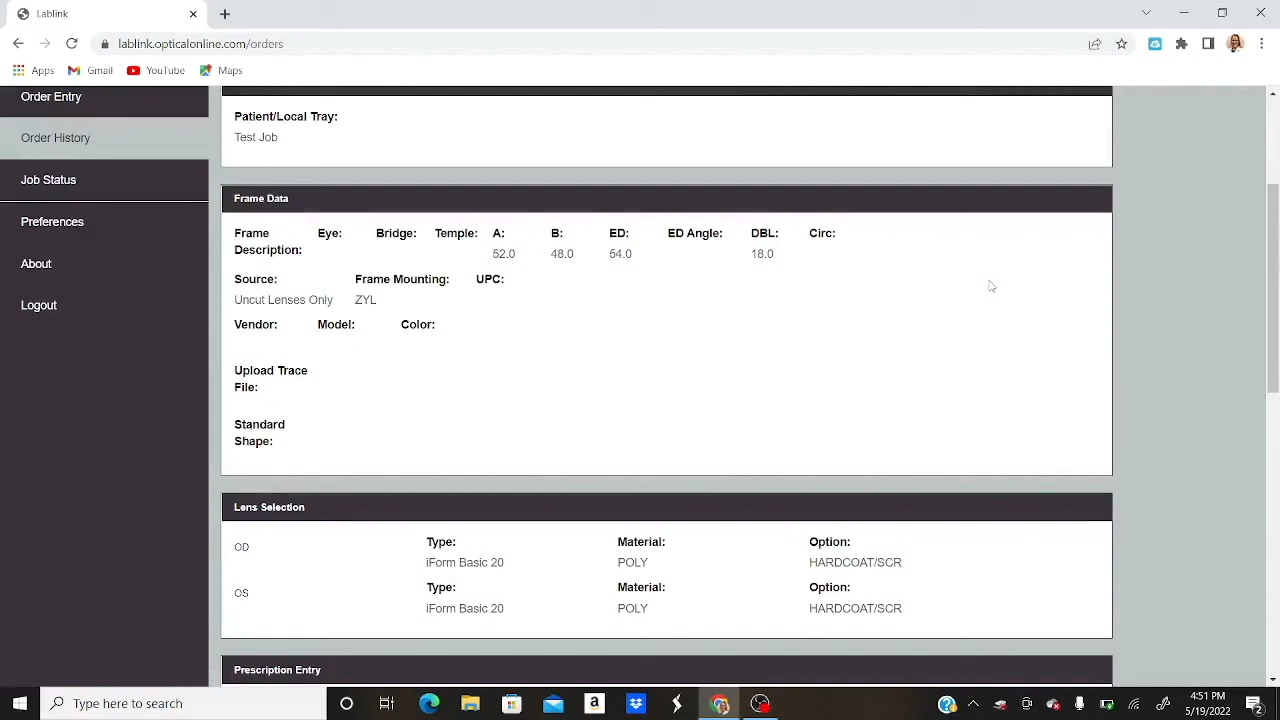 Lablink
lablink.opticalonline.com/orders
Apps Gmail YouTube Maps
Order Entry
Order History
Job Status
Preferences
About
Logout
Patient/Local Tray:
Test Job
Frame Data
Frame Description: Eye: Bridge: Temple: A: B: ED: ED Angle: DBL: Circ:
52.0 48.0 54.0 18.0
Source: Frame Mounting: UPC:
Uncut Lenses Only ZYL
Vendor: Model: Color:
Upload Trace
File:
Standard
Shape:
Lens Selection
OD Type: Material: Option:
iForm Basic 20 POLY HARDCOAT/SCR
OS Type: Material: Option:
iForm Basic 20 POLY HARDCOAT/SCR
Prescription Entry
Type here to search
4:51 PM
5/19/2022
2